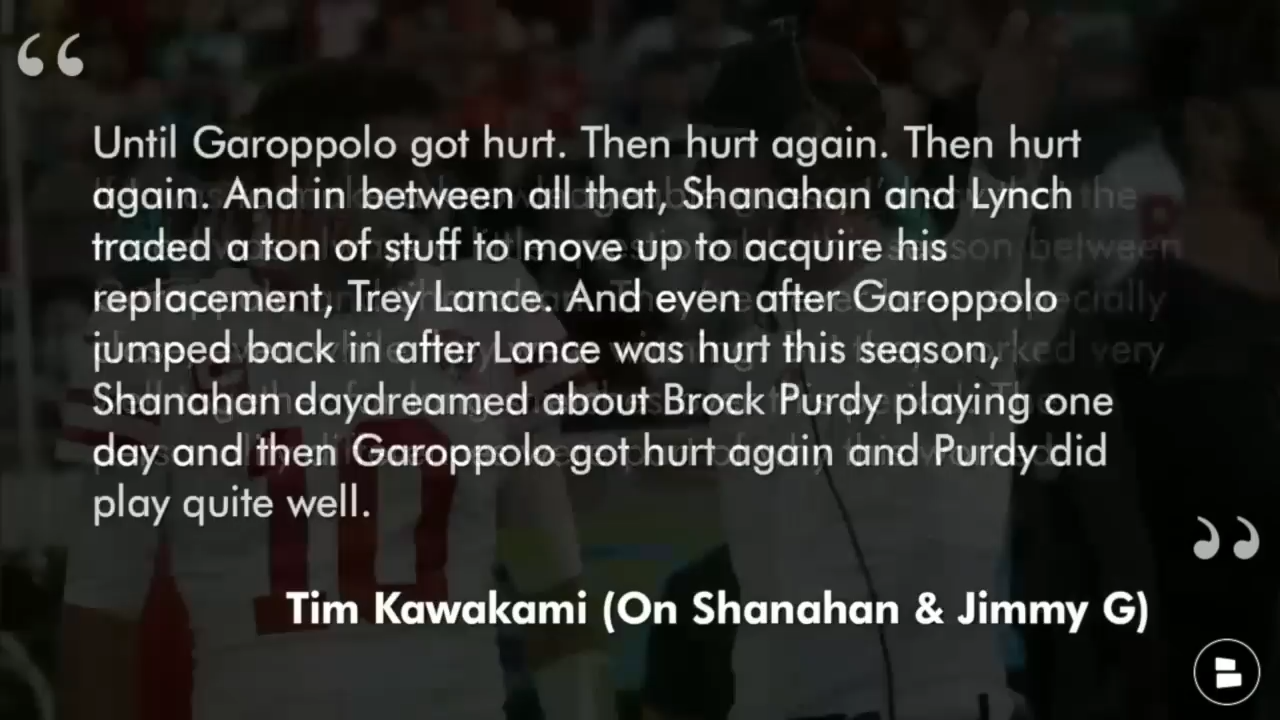 Until Garoppolo got hurt. Then hurt again. Then hurt
again. And in between all that, Shanahan and Lynch
traded a ton of stuff to move up to acquire his
replacement, Trey Lance. And even after Garoppolo
jumped back in after Lance was hurt this season,
Shanahan daydreamed about Brock Purdy playing one
day and then Garoppolo got hurt again and Purdy did
play quite well.
Tim Kawakami (On Shanahan & Jimmy G)
10